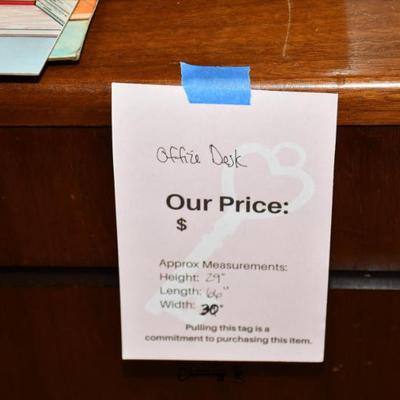 Office Desk
Our Price:
$
Approx Measurements:
Height: 29"
Length: 66"
Width: 30"
Pulling this tag is a
commitment to purchasing this item.